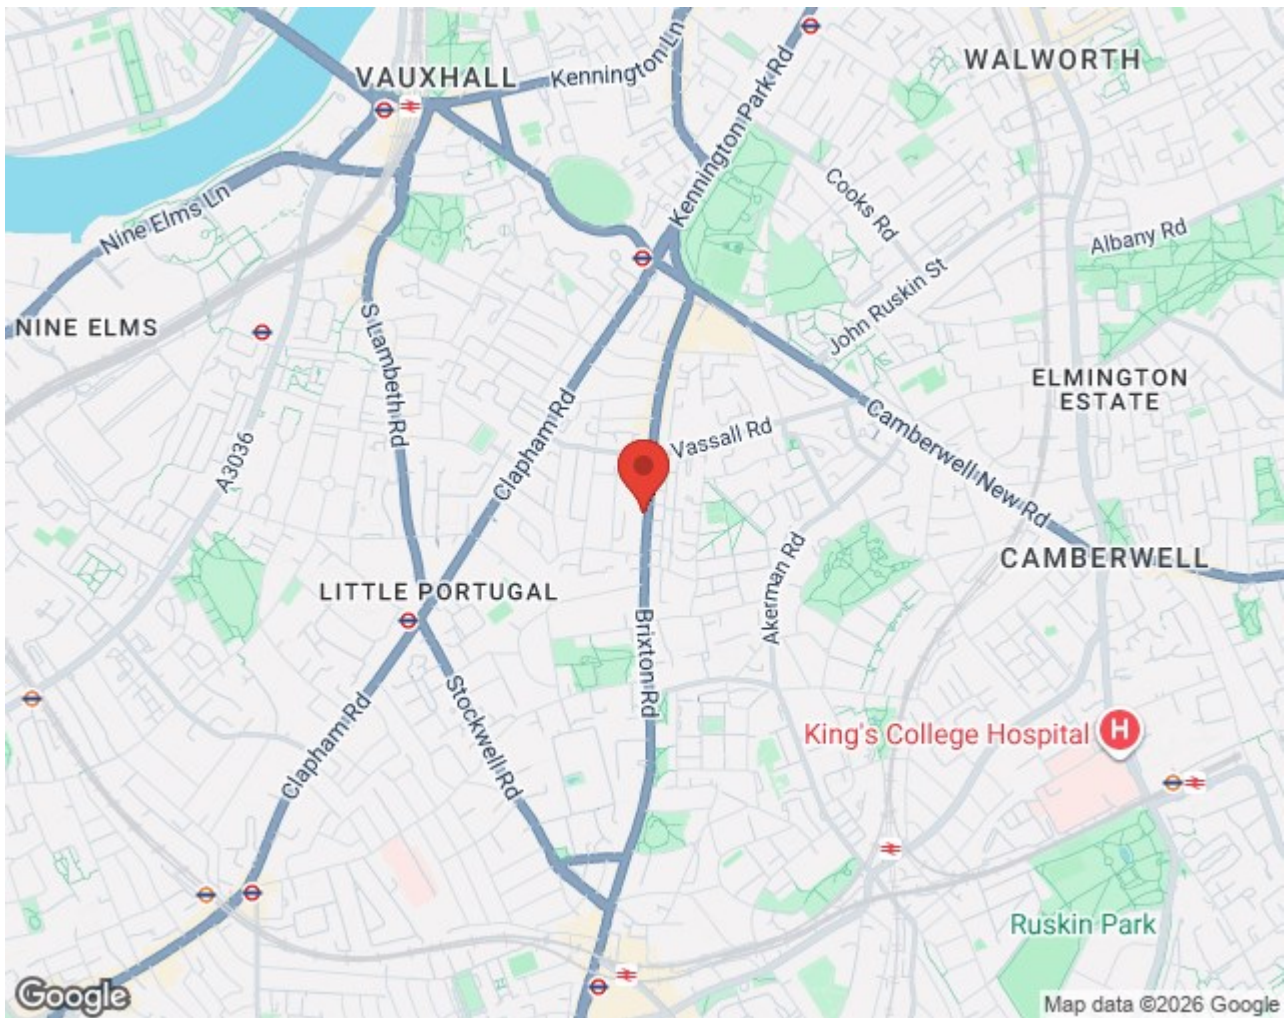 VAUXHALL
Kennington Ln
Kennington Park Rd
WALWORTH
Cooks Rd
Nine Elms Ln
Albany Rd
NINE ELMS
S Lambeth Rd
John Ruskin St
ELMINGTON
ESTATE
A3036
Clapham Rd
Vassall Rd
Camberwell New Rd
CAMBERWELL
Akerman Rd
LITTLE PORTUGAL
Brixton Rd
Stockwell Rd
Clapham Rd
King's College Hospital
H
Ruskin Park
Google
Map data ©2026 Google